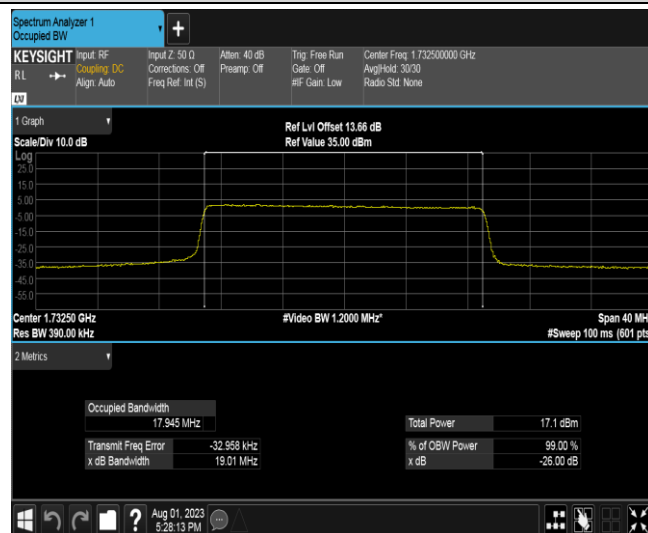 Spectrum Analyzer 1
Occupied BW
+
KEYSIGHT Input: RF Input Z: 50 Ω Atten: 40 dB Trig: Free Run Center Freq: 1.732500000 GHz
RL Coupling: DC Corrections: Off Preamp: Off Gate: Off Avg|Hold: 30/30
Align: Auto Freq Ref: Int (S) #IF Gain: Low Radio Std: None
LXI
1 Graph
Ref Lvl Offset 13.66 dB
Scale/Div 10.0 dB Ref Value 35.00 dBm
Log
25.0
15.0
5.00
-5.00
-15.0
-25.0
-35.0
-45.0
-55.0
Center 1.73250 GHz #Video BW 1.2000 MHz* Span 40 MH
Res BW 390.00 kHz #Sweep 100 ms (601 pts
2 Metrics
Occupied Bandwidth
17.945 MHz Total Power 17.1 dBm
Transmit Freq Error -32.958 kHz % of OBW Power 99.00 %
x dB Bandwidth 19.01 MHz x dB -26.00 dB
? Aug 01, 2023
5:28:13 PM